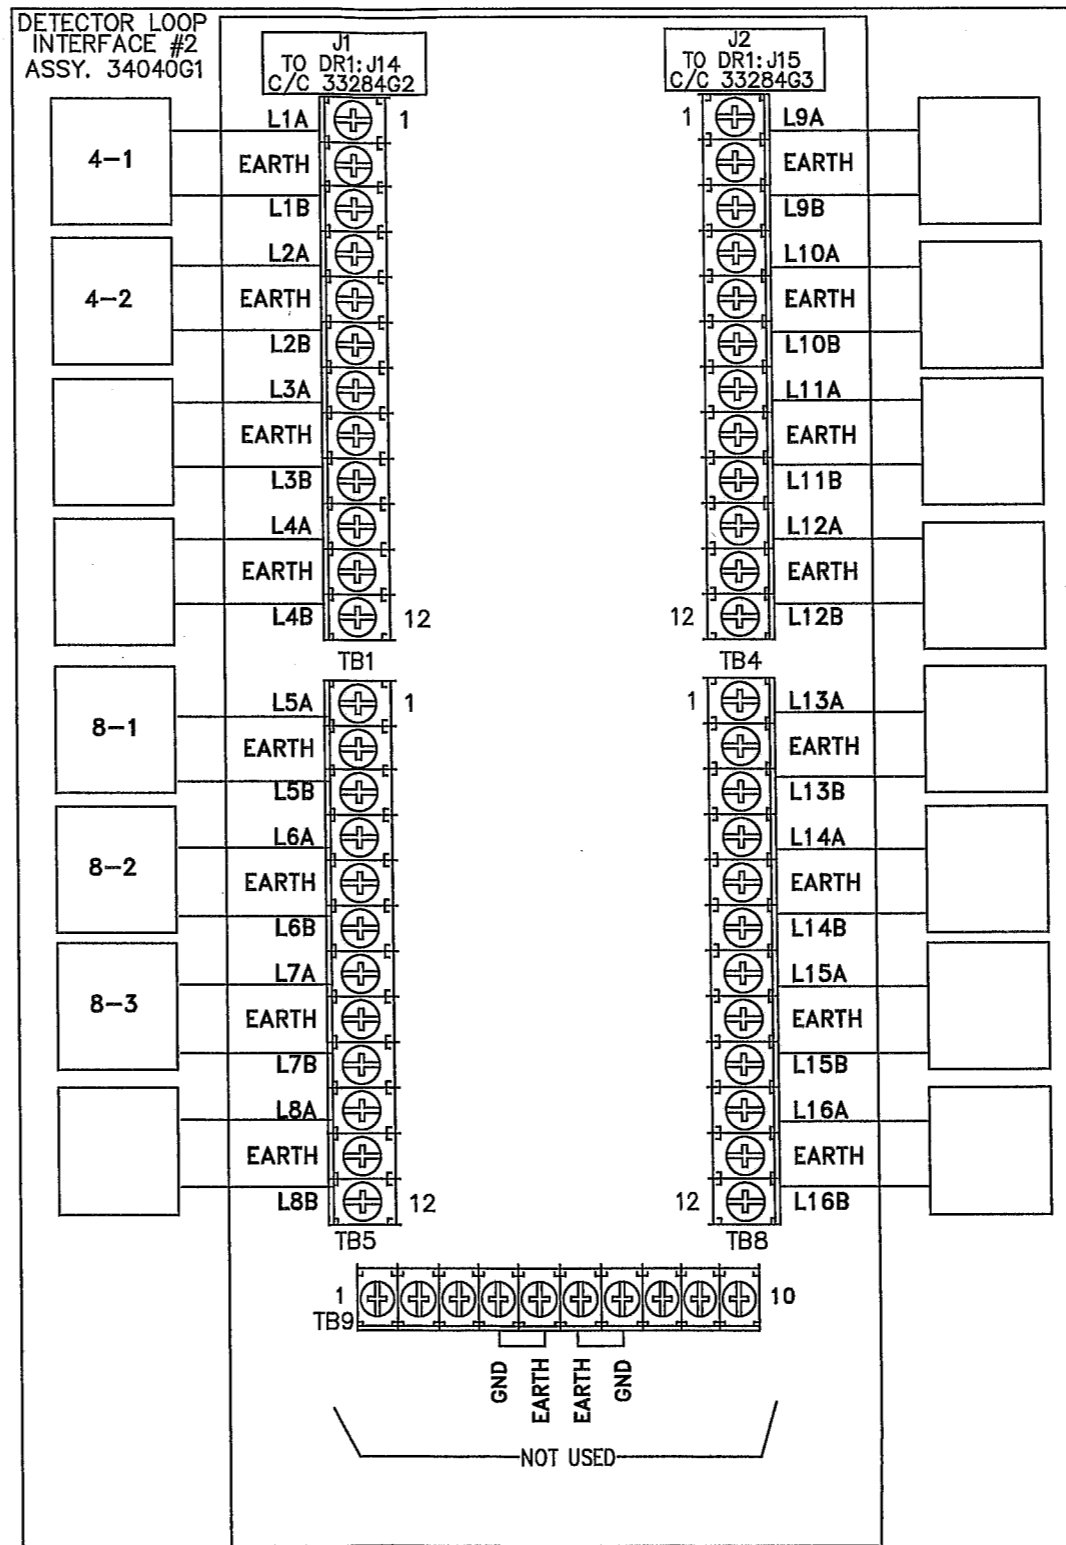 DETECTOR LOOP
INTERFACE #2
ASSY. 34040G1
J1
TO DR1:J14
C/C 33284G2
J2
TO DR1:J15
C/C 33284G3
4-1
L1A
1
EARTH
L1B
4-2
L2A
EARTH
L2B
L3A
EARTH
L3B
L4A
EARTH
L4B
12
TB1
1
L9A
EARTH
L9B
L10A
EARTH
L10B
L11A
EARTH
L11B
L12A
EARTH
12
L12B
TB4
8-1
L5A
1
EARTH
L5B
8-2
L6A
EARTH
L6B
8-3
L7A
EARTH
L7B
L8A
EARTH
L8B
12
TB5
1
L13A
EARTH
L13B
L14A
EARTH
L14B
L15A
EARTH
L15B
L16A
EARTH
12
L16B
TB8
1
10
TB9
GND
EARTH
EARTH
GND
NOT USED